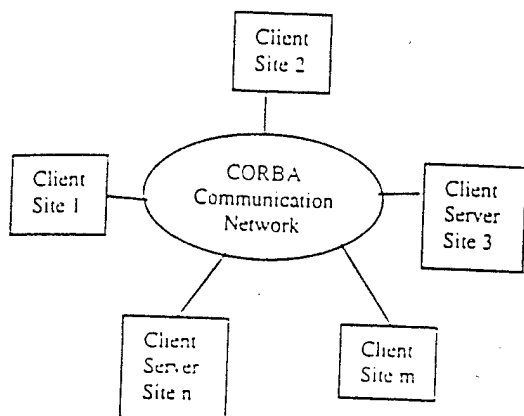 Client
Site 2
Client
Site 1
CORBA
Communication
Network
Client
Server
Site 3
Client
Server
Site n
Client
Site m